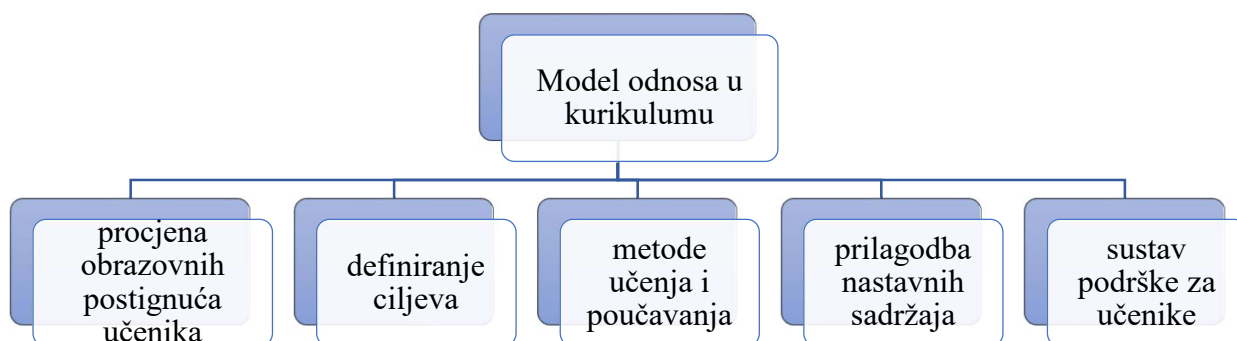 Model odnosa u
kurikulumu
procjena
obrazovnih
postignuća
učenika
definiranje
ciljeva
metode
učenja i
poučavanja
prilagodba
nastavnih
sadržaja
sustav
podrške za
učenike